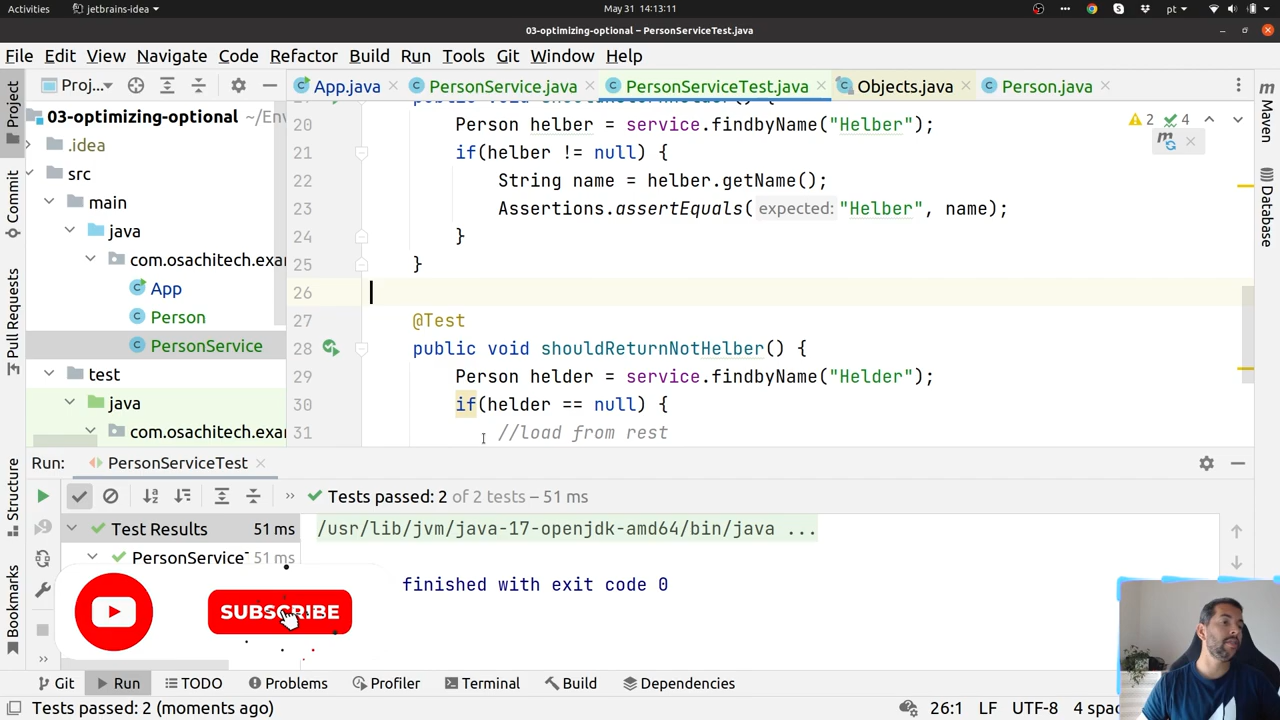 Activities
jetbrains-idea
May 31 14:13:11
pt
03-optimizing-optional – PersonServiceTest.java
File Edit View Navigate Code Refactor Build Run Tools Git Window Help
Proj...
App.java
PersonService.java
PersonServiceTest.java
Objects.java
Person.java
Project
Commit
Pull Requests
Structure
Bookmarks
Maven
Database
03-optimizing-optional ~/Env
.idea
src
main
java
com.osachitech.exa
App
Person
PersonService
test
java
com.osachitech.exa
2 4
20 Person helber = service.findbyName("Helber");
21 if(helber != null) {
22 String name = helber.getName();
23 Assertions.assertEquals( expected: "Helber", name);
24 }
25 }
26
27 @Test
28 public void shouldReturnNotHelber() {
29 Person helder = service.findbyName("Helder");
30 if(helder == null) {
31 //load from rest
Run: PersonServiceTest
Tests passed: 2 of 2 tests – 51 ms
Test Results 51 ms
PersonService 51 ms
/usr/lib/jvm/java-17-openjdk-amd64/bin/java ...
finished with exit code 0
SUBSCRIBE
Git Run TODO Problems Profiler Terminal Build Dependencies
Tests passed: 2 (moments ago)
26:1 LF UTF-8 4 spac